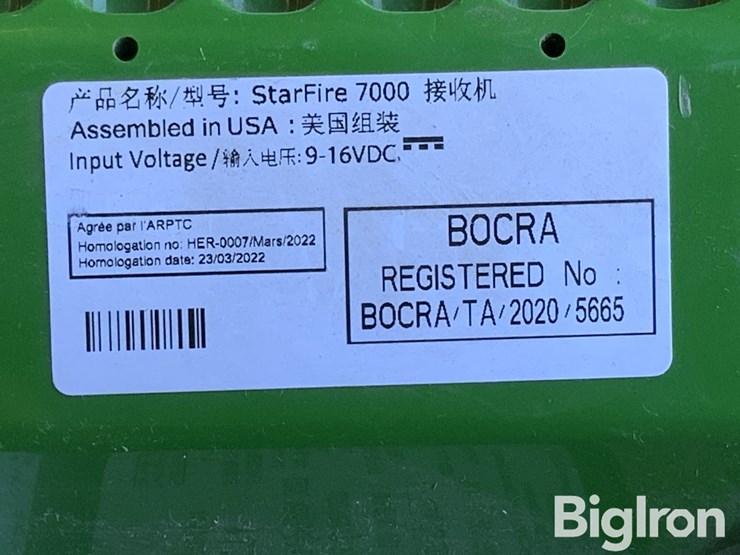 产品名称/型号: StarFire 7000 接收机
Assembled in USA : 美国组装
Input Voltage/输入电压: 9-16VDC
Agrée par l'ARPTC
Homologation no: HER-0007/Mars/2022
Homologation date: 23/03/2022
BOCRA
REGISTERED No :
BOCRA/TA/2020/5665
BigIron